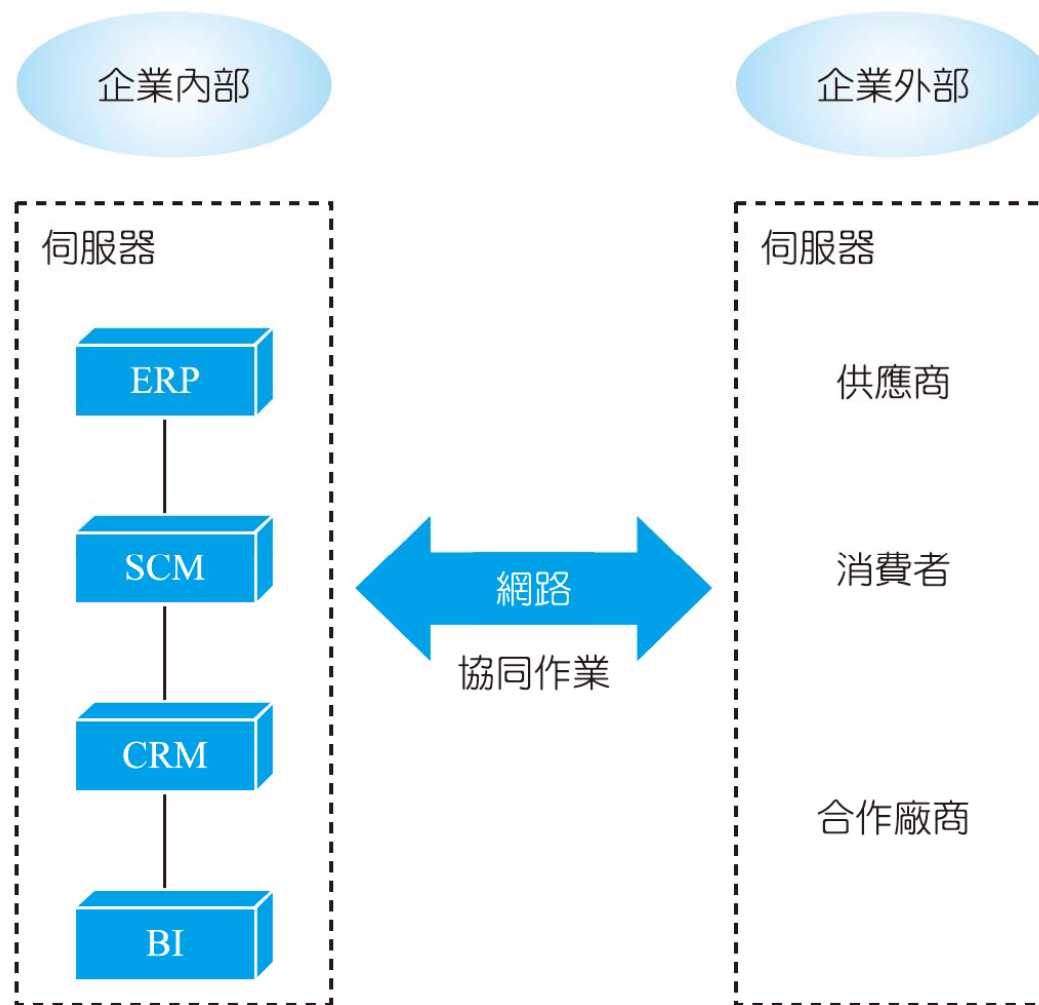 企業內部
企業外部
伺服器
ERP
SCM
CRM
BI
網路
協同作業
伺服器
供應商
消費者
合作廠商